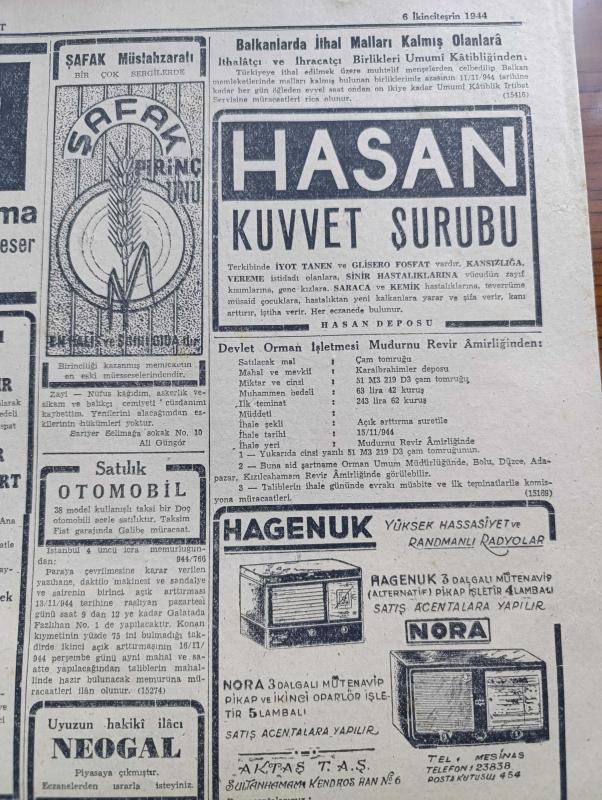 6 İkinciteşrin 1944
ŞAFAK Müstahzaratı
BİR ÇOK SERGİLERDE
ŞAFAK
PİRİNÇ
UNU
EN HALİS ve SIHHİ GIDA dır
Birinciliği kazanmış memleketin
en eski müesseselerindendir.
Zayi — Nüfus kağıdım, askerlik ve-
sikam ve balıkçı cemiyeti cüzdanımı
kaybettim. Yenilerini alacağımdan es-
kilerinin hükümleri yoktur.
Sarıyer Selimağa sokak No. 10
Ali Güngör
Satılık
OTOMOBİL
38 model kullanışlı taksi bir Doç
otomobili acele satılıktır. Taksim
Fiat garajında Galibe müracaat.
İstanbul 4 üncü icra memurluğun-
dan: 944/766
Paraya çevrilmesine karar verilen
yazıhane, daktilo makinesi ve sandalye
ve sairenin birinci açık arttırması
13/11/944 tarihine raslıyan pazartesi
günü saat 9 dan 12 ye kadar Galatada
Fazlıhan No. 1 de yapılacaktır. Konan
kıymetinin yüzde 75 ini bulmadığı tak-
dirde ikinci açık arttırmasının 16/11/
944 perşembe günü ayni mahal ve sa-
atte yapılacağından taliblerin mahal-
linde hazır bulunacak memuruna mü-
racaatları ilân olunur. (15274)
Uyuzun hakikî ilâcı
NEOGAL
Piyasaya çıkmıştır.
Eczanelerden ısrarla isteyiniz.
Balkanlarda İthal Malları Kalmış Olanlara
İthalâtçı ve İhracatçı Birlikleri Umumî Kâtibliğinden:
Türkiyeye ithal edilmek üzere muhtelif menşelerden celbedilip Balkan
memleketlerinde malları kalmış bulunan birliklerimiz azasının 11/11/944 tarihine
kadar her gün öğleden evvel saat ondan on ikiye kadar Umumî Kâtiblik İrtibat
Servisine müracaatleri rica olunur. (15416)
HASAN
KUVVET ŞURUBU
Terkibinde İYOT TANEN ve GLİSERO FOSFAT vardır. KANSIZLIĞA,
VEREME istidadı olanlara, SİNİR HASTALIKLARINA vücudün zayıf
kısımlarına, genc kızlara. SARACA ve KEMİK hastalıklarına, teverrüme
müsaid çocuklara, hastalıktan yeni kalkanlara yarar ve şifa verir, kanı
arttırır, iştiha verir. Her eczanede bulunur.
HASAN DEPOSU
Devlet Orman İşletmesi Mudurnu Revir Âmirliğinden:
Satılacak mal : Çam tomruğu
Mahal ve mevkii : Karaibrahimler deposu
Miktar ve cinsi : 51 M3 219 D3 çam tomruğu
Muhammen bedeli : 63 lira 42 kuruş
İlk teminat : 243 lira 62 kuruş
Müddeti :
İhale şekli : Açık arttırma suretile
İhale tarihi : 15/11/944
İhale yeri : Mudurnu Revir Âmirliğinde
1 — Yukarıda cinsi yazılı 51 M3 219 D3 çam tomruğunun.
2 — Buna aid şartname Orman Umum Müdürlüğünde, Bolu, Düzce, Ada-
pazar, Kızılcahamam Revir Âmirliğinde görülebilir.
3 — Taliblerin ihale gününde evrakı müsbite ve ilk teminatlarile komis-
yona müracaatleri. (15189)
HAGENUK YÜKSEK HASSASİYET ve
RANDMANLI RADYOLAR
HAGENUK 3 DALGALI MÜTENAVİP
(ALTERNATİF) PİKAP İŞLETİR 4 LAMBALI
SATIŞ ACENTALARA YAPILIR.
NORA
NORA 3 DALGALI MÜTENAVİP
PİKAP VE İKİNCİ OPARLÖR İŞLE-
TİR 5 LAMBALI
SATIŞ ACENTALARA YAPILIR
AKTAŞ T.A.Ş.
SULTANHAMAM KENDROS HAN No 6
TEL: MESİNAS
TELEFON: 23838
POSTA KUTUSU: 454